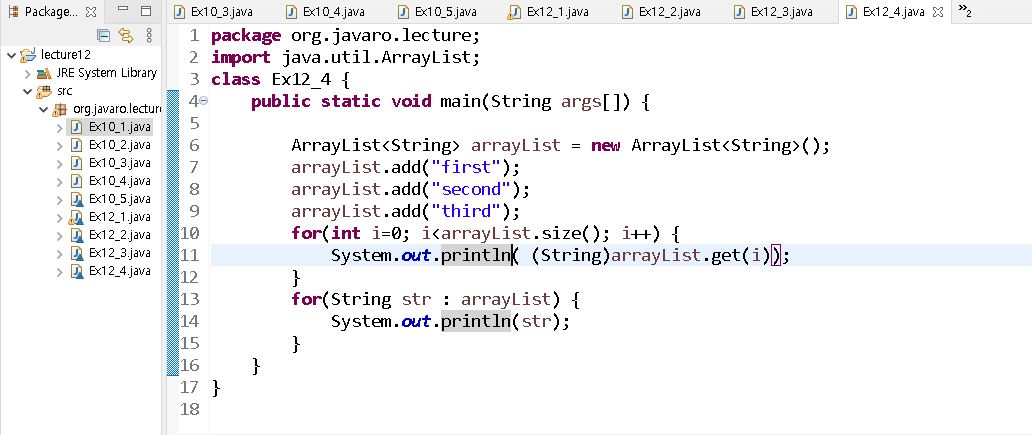 Package...
Ex10_3.java Ex10_4.java Ex10_5.java Ex12_1.java Ex12_2.java Ex12_3.java Ex12_4.java »2
lecture12
JRE System Library
src
org.javaro.lecture
Ex10_1.java
Ex10_2.java
Ex10_3.java
Ex10_4.java
Ex10_5.java
Ex12_1.java
Ex12_2.java
Ex12_3.java
Ex12_4.java
1 package org.javaro.lecture;
2 import java.util.ArrayList;
3 class Ex12_4 {
4 public static void main(String args[]) {
5
6 ArrayList<String> arrayList = new ArrayList<String>();
7 arrayList.add("first");
8 arrayList.add("second");
9 arrayList.add("third");
10 for(int i=0; i<arrayList.size(); i++) {
11 System.out.println( (String)arrayList.get(i));
12 }
13 for(String str : arrayList) {
14 System.out.println(str);
15 }
16 }
17 }
18